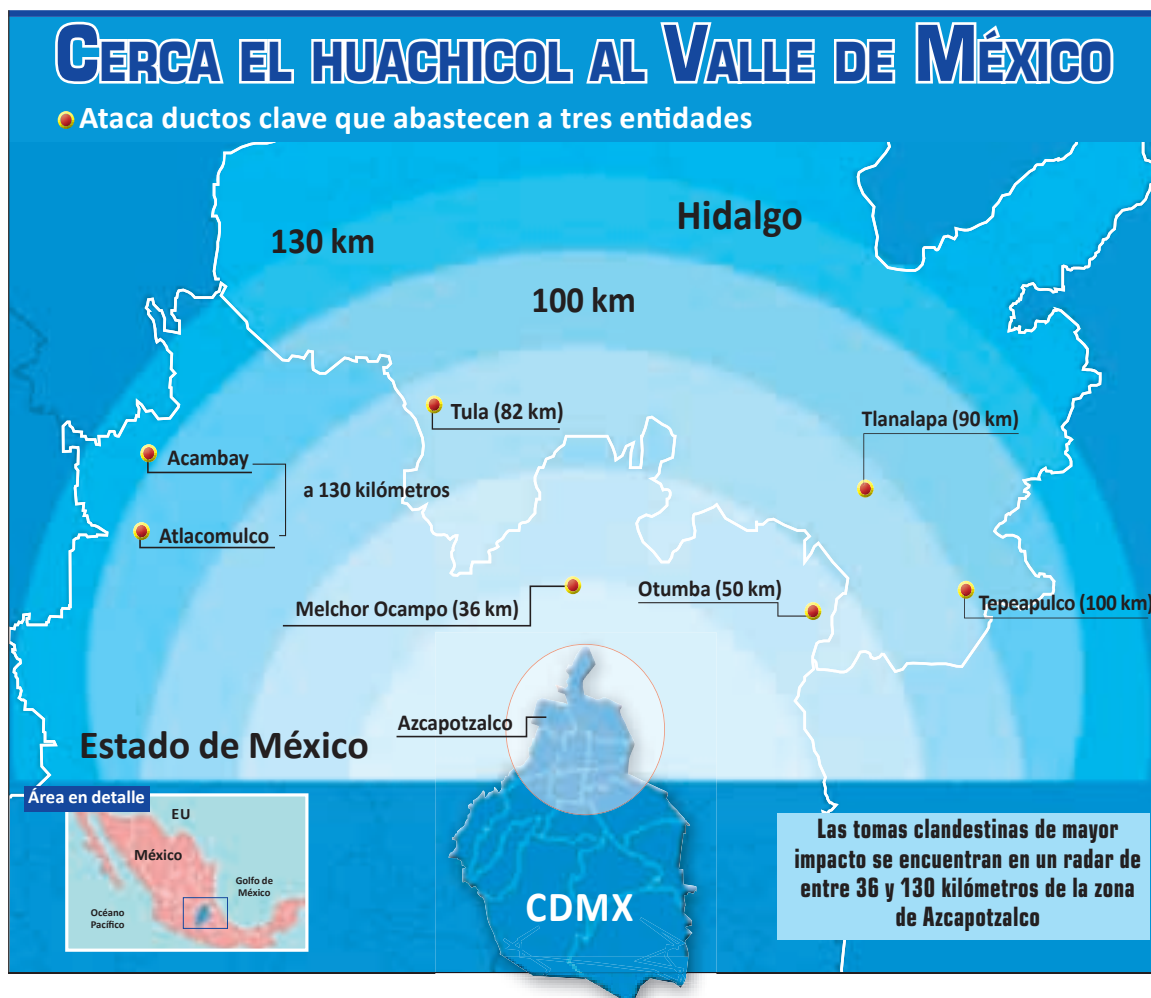 CERCA EL HUACHICOL AL VALLE DE MÉXICO
Ataca ductos clave que abastecen a tres entidades
Hidalgo
130 km
100 km
Tula (82 km)
Tlanalapa (90 km)
Acambay
a 130 kilómetros
Atlacomulco
Melchor Ocampo (36 km)
Otumba (50 km)
Tepeapulco (100 km)
Azcapotzalco
Estado de México
Área en detalle
EU
México
Golfo de
México
Océano
Pacífico
CDMX
Las tomas clandestinas de mayor
impacto se encuentran en un radar de
entre 36 y 130 kilómetros de la zona
de Azcapotzalco